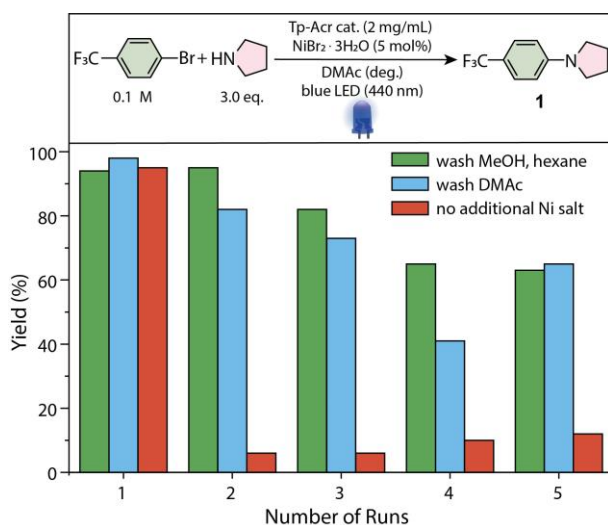 Tp-Acr cat. (2 mg/mL)
NiBr2 · 3H2O (5 mol%)
F3C
Br + HN
F3C
N
DMAc (deg.)
blue LED (440 nm)
0.1 M
3.0 eq.
1
100
80
60
40
20
0
Yield (%)
wash MeOH, hexane
wash DMAc
no additional Ni salt
1 2 3 4 5
Number of Runs